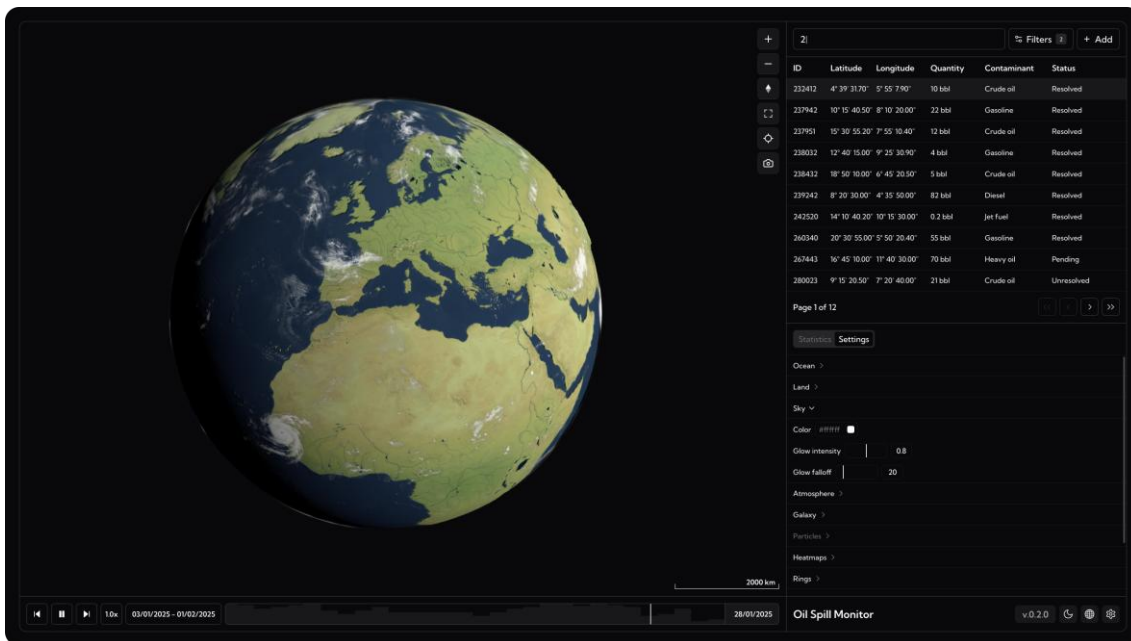 2
Filters 2
+ Add
ID Latitude Longitude Quantity Contaminant Status
232412 4° 39' 31.70" 5° 55' 7.90" 10 bbl Crude oil Resolved
237942 10° 15' 40.50" 8° 10' 20.00" 22 bbl Gasoline Resolved
237951 15° 30' 55.20" 7° 55' 10.40" 12 bbl Crude oil Resolved
238032 12° 40' 15.00" 9° 25' 30.90" 4 bbl Gasoline Resolved
238432 18° 50' 10.00" 6° 45' 20.50" 5 bbl Crude oil Resolved
239242 8° 20' 30.00" 4° 35' 50.00" 82 bbl Diesel Resolved
242520 14° 10' 40.20" 10° 15' 30.00" 0.2 bbl Jet fuel Resolved
260340 20° 30' 55.00" 5° 50' 20.40" 55 bbl Gasoline Resolved
267443 16° 45' 10.00" 11° 40' 30.00" 70 bbl Heavy oil Pending
280023 9° 15' 20.50" 7° 20' 40.00" 21 bbl Crude oil Unresolved
Page 1 of 12
Statistics Settings
Ocean
Land
Sky
Color #ffffff
Glow intensity 0.8
Glow falloff 20
Atmosphere
Galaxy
Particles
Heatmaps
Rings
2000 km
1.0x 03/01/2025 - 01/02/2025 28/01/2025
Oil Spill Monitor v.0.2.0